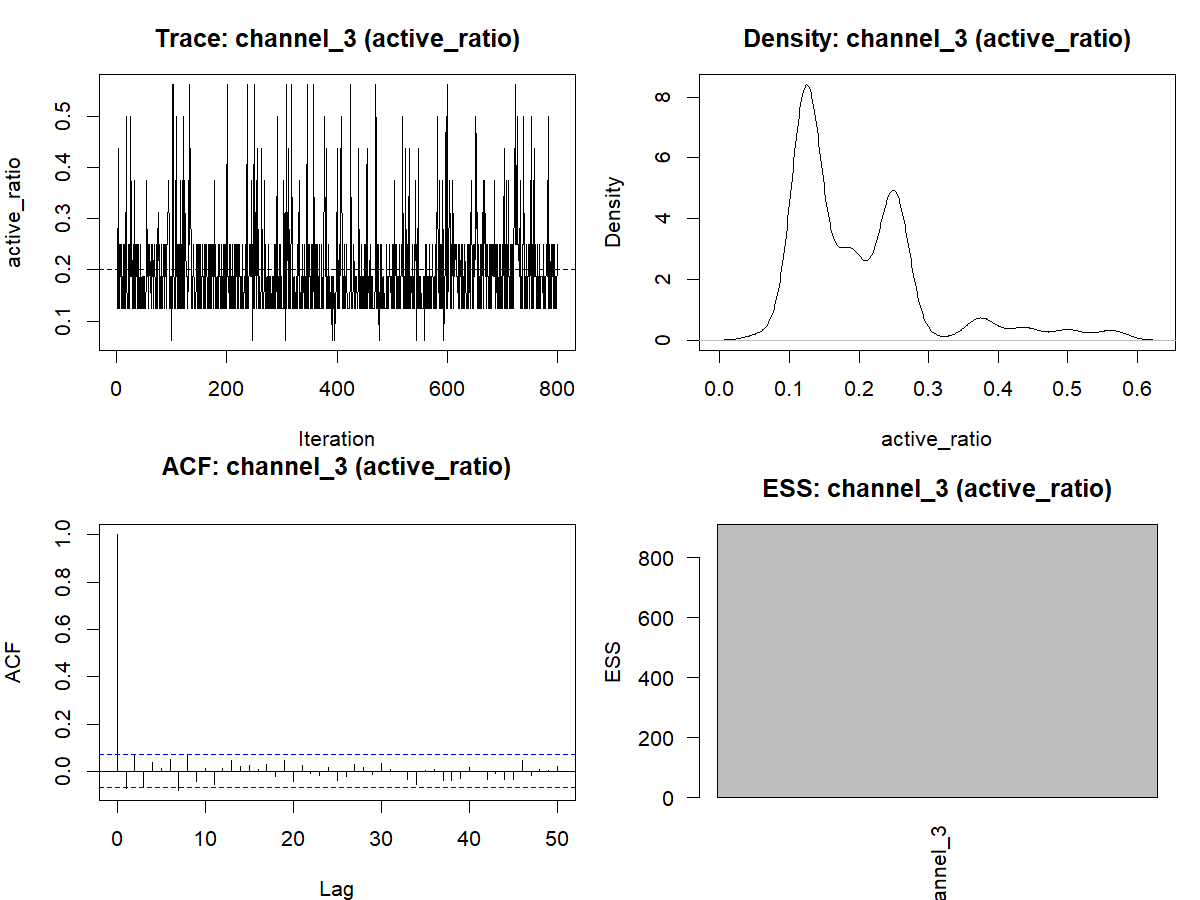 Trace: channel_3 (active_ratio)
active_ratio
0.5
0.4
0.3
0.2
0.1
0 200 400 600 800
Iteration
Density: channel_3 (active_ratio)
Density
8
6
4
2
0
0.0 0.1 0.2 0.3 0.4 0.5 0.6
active_ratio
ACF: channel_3 (active_ratio)
ACF
1.0
0.8
0.6
0.4
0.2
0.0
0 10 20 30 40 50
Lag
ESS: channel_3 (active_ratio)
ESS
800
600
400
200
0
annel_3